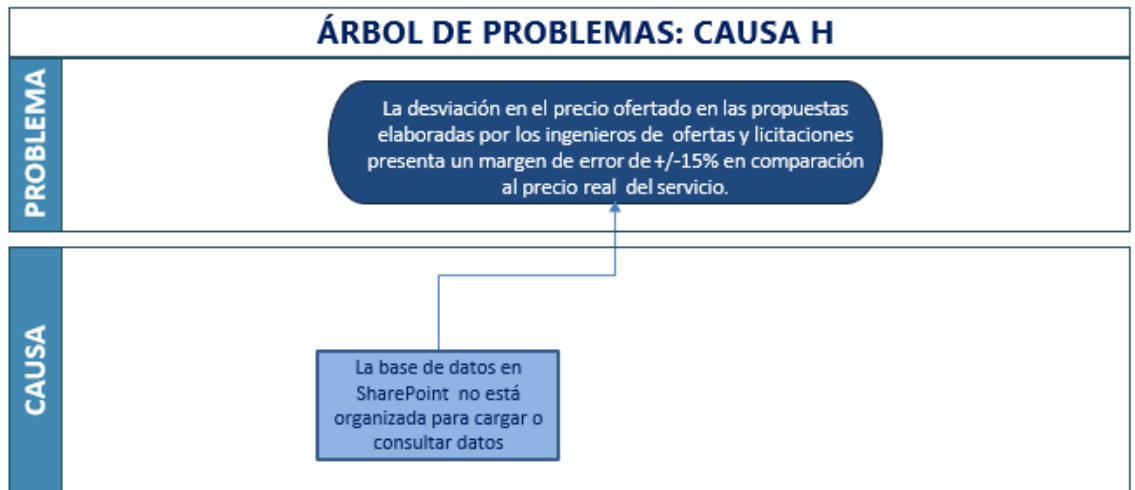 ÁRBOL DE PROBLEMAS: CAUSA H
PROBLEMA
La desviación en el precio ofertado en las propuestas
elaboradas por los ingenieros de ofertas y licitaciones
presenta un margen de error de +/-15% en comparación
al precio real del servicio.
CAUSA
La base de datos en
SharePoint no está
organizada para cargar o
consultar datos